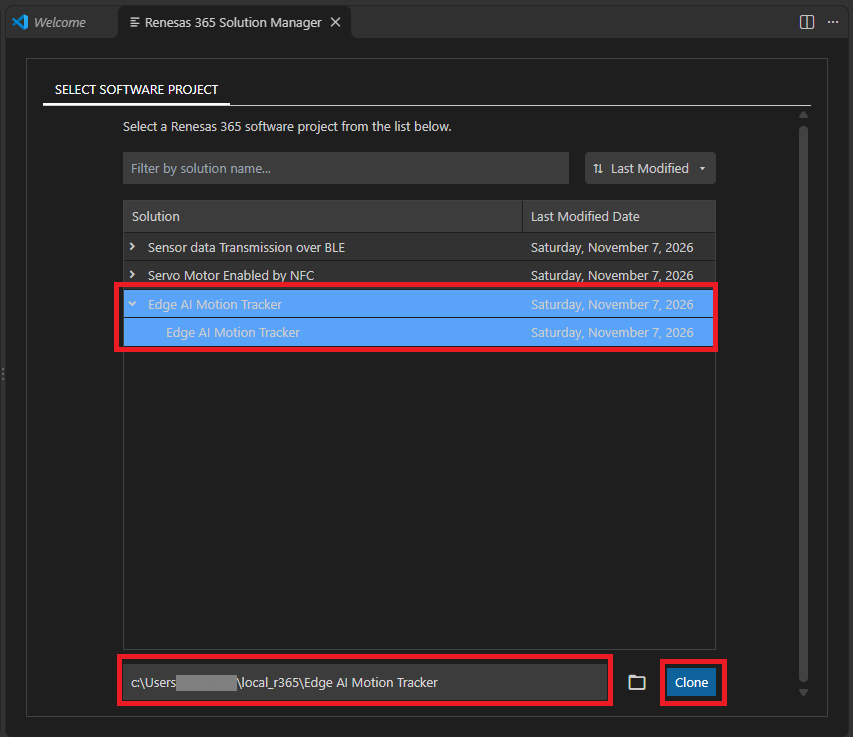 Welcome
Renesas 365 Solution Manager
SELECT SOFTWARE PROJECT
Select a Renesas 365 software project from the list below.
Filter by solution name...
Last Modified
Solution Last Modified Date
Sensor data Transmission over BLE Saturday, November 7, 2026
Servo Motor Enabled by NFC Saturday, November 7, 2026
Edge AI Motion Tracker Saturday, November 7, 2026
Edge AI Motion Tracker Saturday, November 7, 2026
c:\Users \local_r365\Edge AI Motion Tracker
Clone